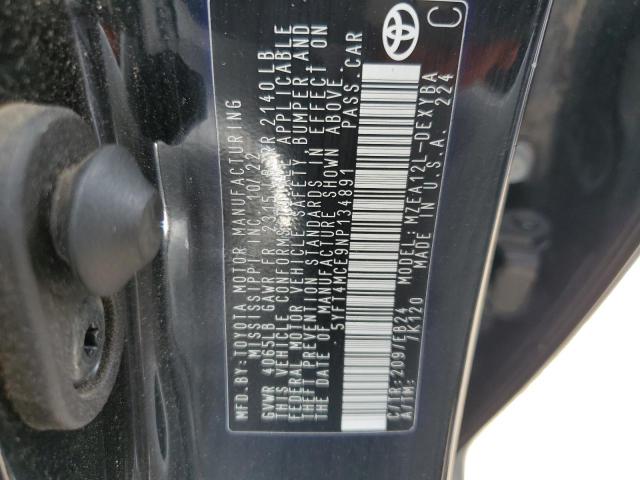 MFD.BY:TOYOTA MOTOR MANUFACTURING
MISSISSIPPI IN 10/22
GVWR 4065LB GAWR FR 2345LB RR 2140LB
THIS VEHICLE CONFORMS TO ALL APPLICABLE
FEDERAL MOTOR VEHICLE SAFETY BUMPER,AND
THEFT PREVENTION STANDARDS IN EFFECT ON
THE DATE OF MANUFACTURE SHOWN ABOVE.
5YFT4MCE9NP134891 PASS.CAR
C/TR:209/EB24 MODEL:MZEA12L-DEXYBA
A/TM: 7K120 MADE IN U.S.A. 224
C